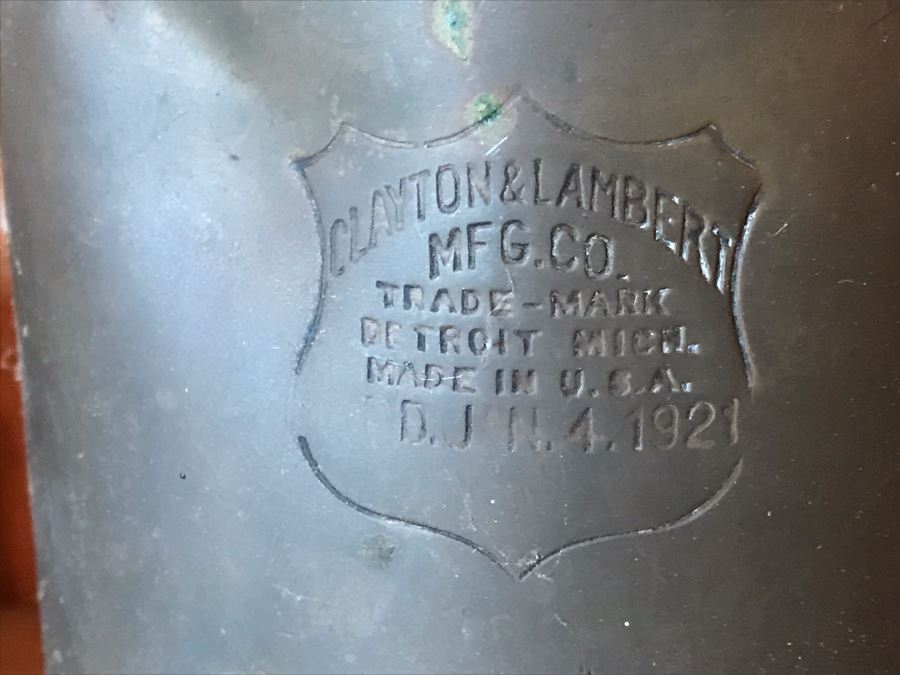 CLAYTON & LAMBERT
MFG. CO.
TRADE-MARK
DETROIT MICH.
MADE IN U.S.A.
D. JAN. 4. 1921